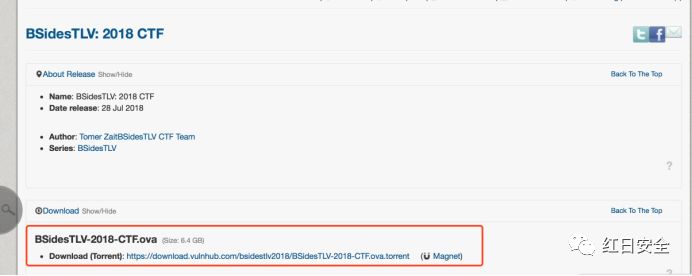 BSidesTLV: 2018 CTF
About Release Show/Hide
Back To The Top
Name: BSidesTLV: 2018 CTF
Date release: 28 Jul 2018
Author: Tomer ZaitBSidesTLV CTF Team
Series: BSidesTLV
?
Download Show/Hide
Back To The Top
BSidesTLV-2018-CTF.ova (Size: 6.4 GB)
Download (Torrent): https://download.vulnhub.com/bsidestlv2018/BSidesTLV-2018-CTF.ova.torrent (Magnet)
红日安全